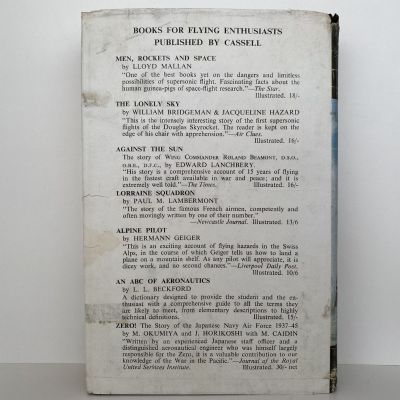 BOOKS FOR FLYING ENTHUSIASTS
PUBLISHED BY CASSELL
MEN, ROCKETS AND SPACE
by LLOYD MALLAN
“One of the best books yet on the dangers and limitless
possibilities of supersonic flight. Fascinating facts about the
human guinea-pigs of space-flight research.”—The Star.
Illustrated. 18/-
THE LONELY SKY
by WILLIAM BRIDGEMAN & JACQUELINE HAZARD
“This is the intensely interesting story of the first supersonic
flights of the Douglas Skyrocket. The reader is kept on the
edge of his chair with apprehension.”—Air Clues.
Illustrated. 16/-
AGAINST THE SUN
The story of WING COMMANDER ROLAND BEAMONT, D.S.O.,
O.B.E., D.F.C., by EDWARD LANCHBERY.
“His story is a comprehensive account of 15 years of flying
in the fastest craft available in war and peace; and it is
extremely well told.”—The Times. Illustrated. 16/-
LORRAINE SQUADRON
by PAUL M. LAMBERMONT
“The story of the famous French airmen, competently and
often movingly written by one of their number.”
—Newcastle Journal. Illustrated. 13/6
ALPINE PILOT
by HERMANN GEIGER
“This is an exciting account of flying hazards in the Swiss
Alps, in the course of which Geiger tells us how to land a
plane on a mountain shelf. As any pilot will appreciate, it is
dicey work, and no second chances.”—Liverpool Daily Post.
Illustrated. 10/6
AN ABC OF AERONAUTICS
by L. L. BECKFORD
A dictionary designed to provide the student and the en-
thusiast with a comprehensive guide to all the terms they
are likely to meet, from elementary descriptions to highly
technical definitions. Illustrated. 15/-
ZERO! The Story of the Japanese Navy Air Force 1937-45
by M. OKUMIYA and J. HORIKOSHI with M. CAIDIN
“Written by an experienced Japanese staff officer and a
distinguished aeronautical engineer who was himself largely
responsible for the Zero, it is a valuable contribution to our
knowledge of the War in the Pacific.”—Journal of the Royal
United Services Institute. Illustrated. 30/- net